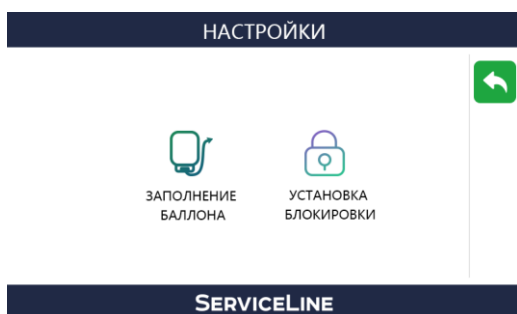 НАСТРОЙКИ
ЗАПОЛНЕНИЕ
БАЛЛОНА
УСТАНОВКА
БЛОКИРОВКИ
SERVICELINE